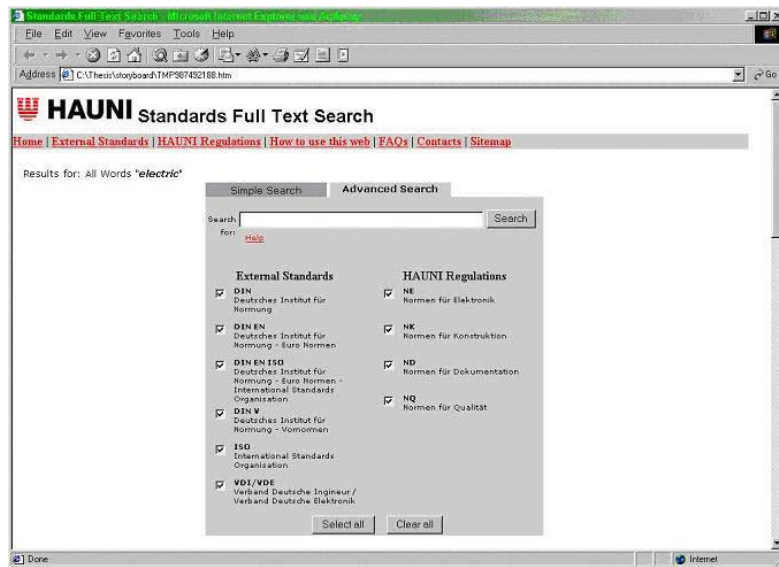 Standards Full Text Search - Microsoft Internet Explorer von
File Edit View Favorites Tools Help
Address C:\Thesis\storyboard\TMP987492188.htm Go
HAUNI Standards Full Text Search
Home | External Standards | HAUNI Regulations | How to use this web | FAQs | Contacts | Sitemap
Results for: All Words "electric"
Simple Search Advanced Search
Search for: Search
Help
External Standards
DIN
Deutsches Institut für
Normung
DIN EN
Deutsches Institut für
Normung - Euro Normen
DIN EN ISO
Deutsches Institut für
Normung - Euro Normen -
International Standards
Organisation
DIN V
Deutsches Institut für
Normung - Vornormen
ISO
International Standards
Organisation
VDI/VDE
Verband Deutsche Ingineur /
Verband Deutsche Elektronik
HAUNI Regulations
NE
Normen für Elektronik
NK
Normen für Konstruktion
ND
Normen für Dokumentation
NQ
Normen für Qualität
Select all Clear all
Done Internet